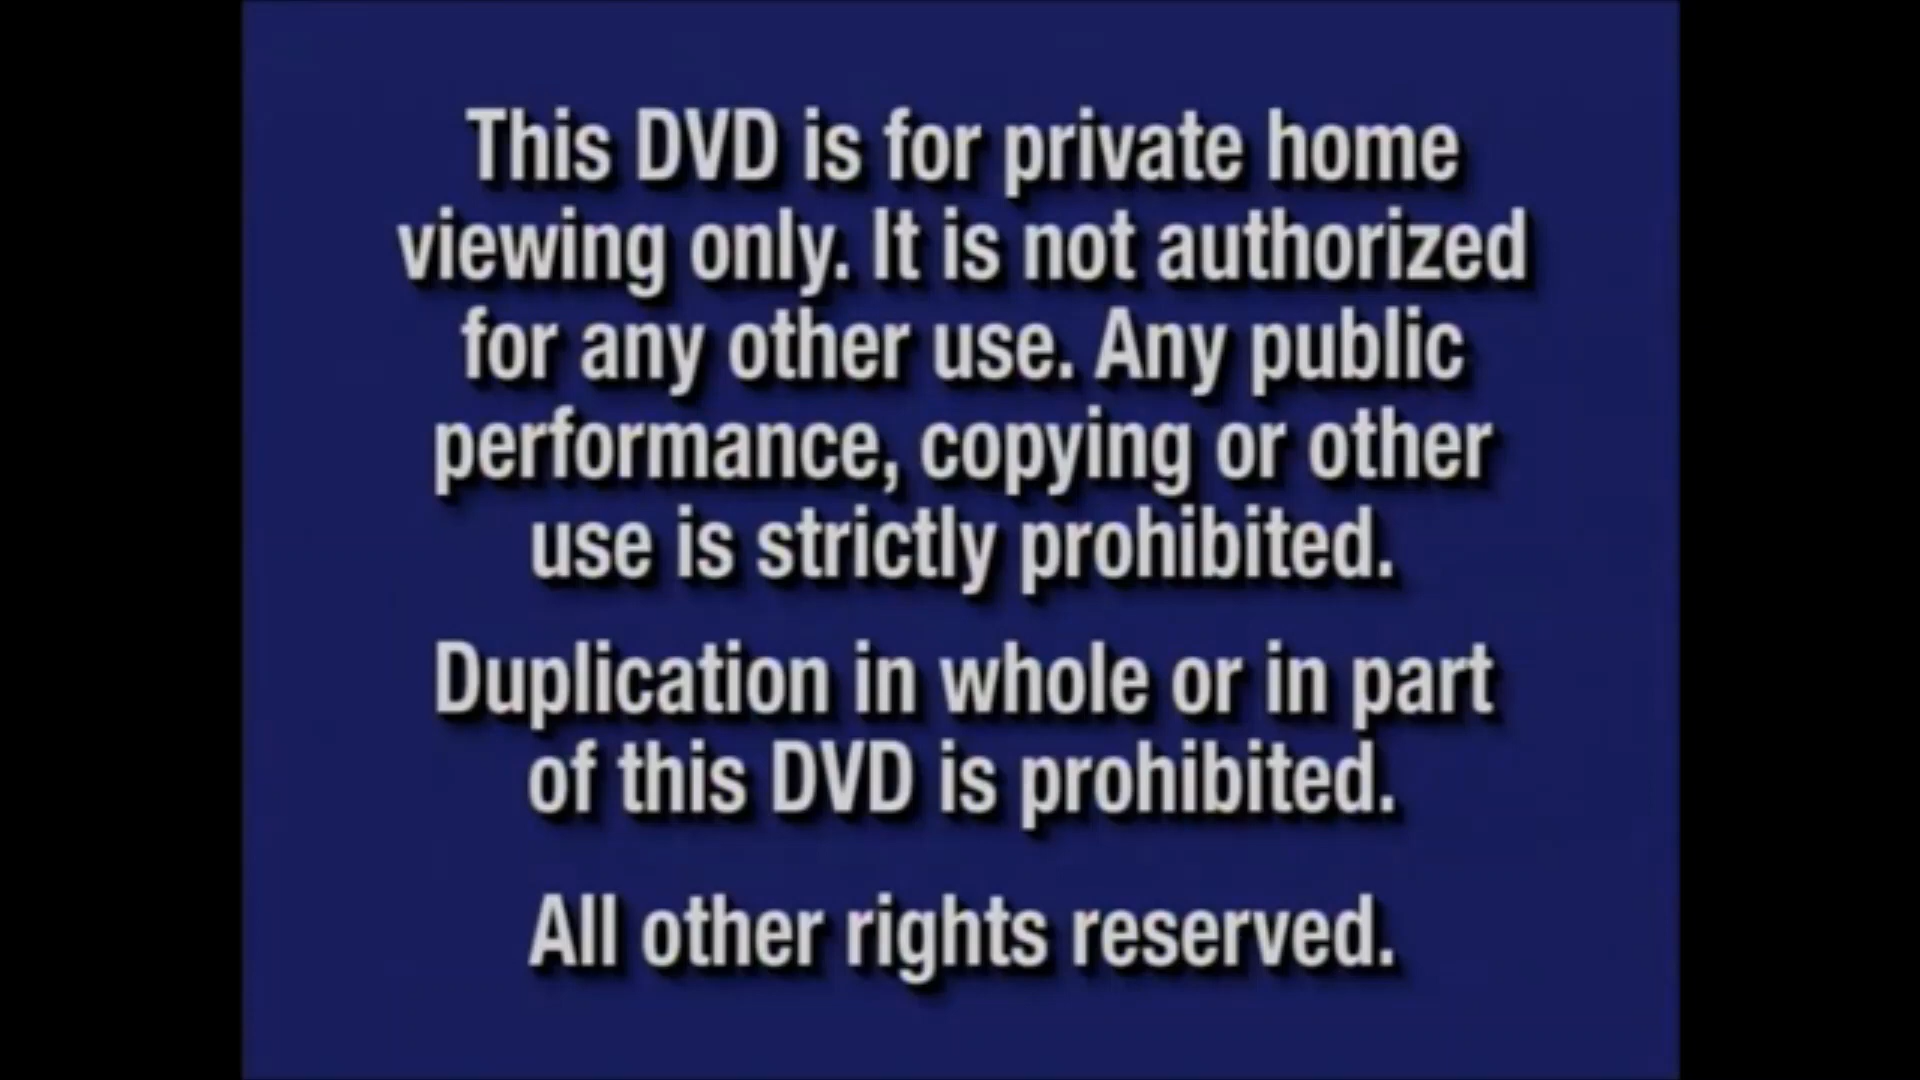 This DVD is for private home
viewing only. It is not authorized
for any other use. Any public
performance, copying or other
use is strictly prohibited.
Duplication in whole or in part
of this DVD is prohibited.
All other rights reserved.